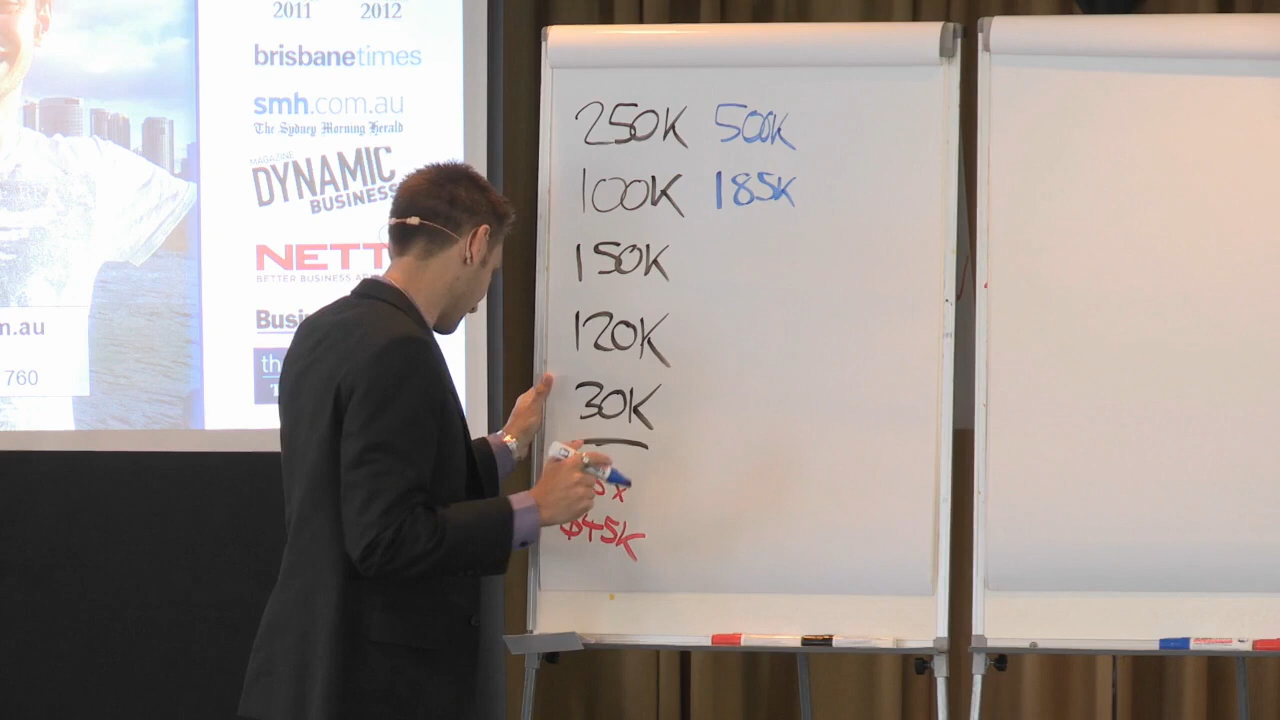 2011 2012
brisbanetimes
smh.com.au
The Sydney Morning Herald
MAGAZINE
DYNAMIC
BUSINESS
NETT
BETTER BUSINESS
.au
760
th
250K 500K
100K 185K
150K
120K
30K
x
$45K